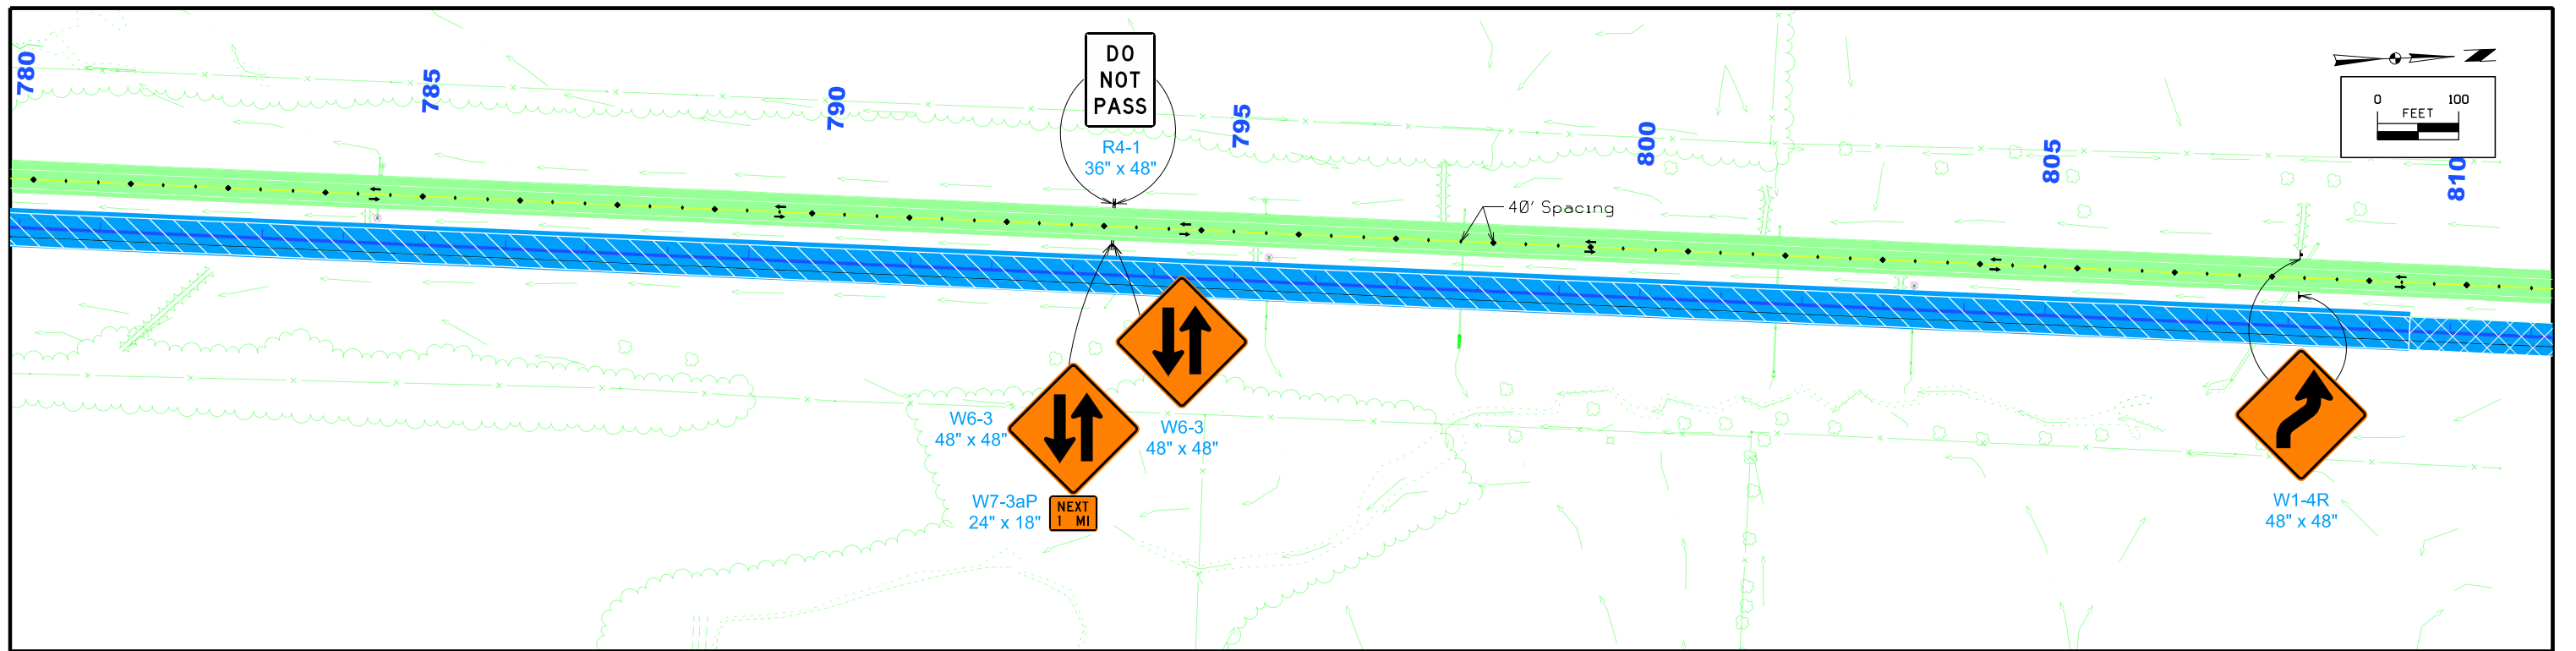 780
785
790
795
800
805
810
DO
NOT
PASS
R4-1
36" x 48"
40' Spacing
0 100
FEET
W6-3
48" x 48"
W6-3
48" x 48"
W7-3aP
24" x 18"
NEXT
1 MI
W1-4R
48" x 48"